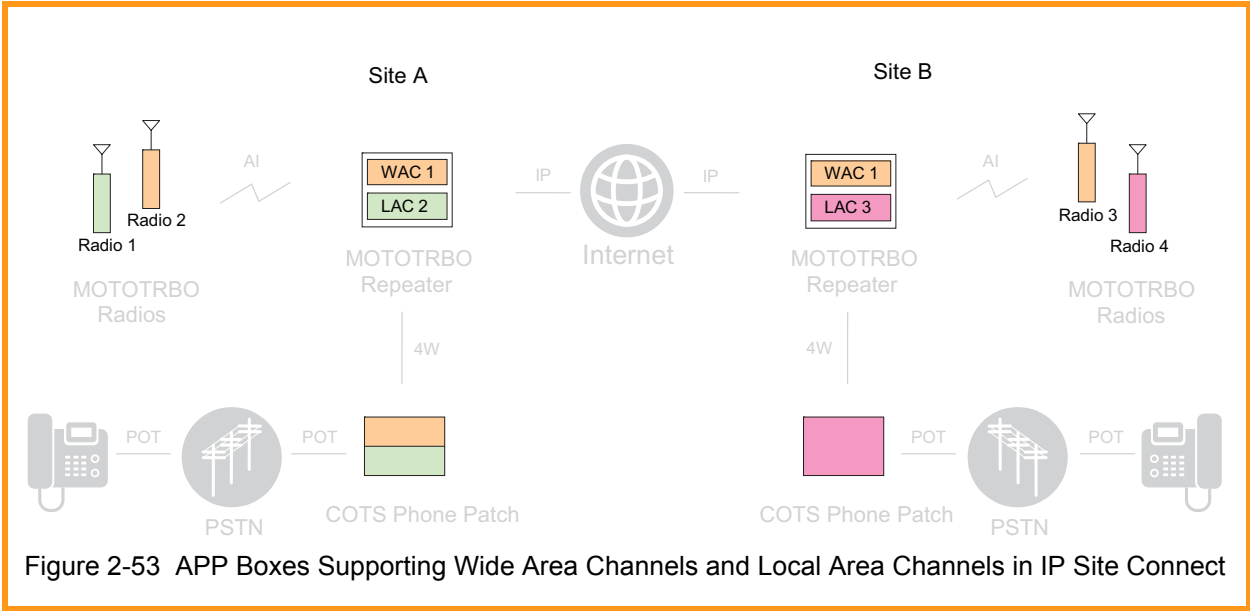 Site A
Site B
AI
WAC 1
LAC 2
IP
IP
WAC 1
LAC 3
AI
Radio 2
Radio 1
Radio 3
Radio 4
MOTOTRBO
Repeater
Internet
MOTOTRBO
Repeater
MOTOTRBO
Radios
MOTOTRBO
Radios
4W
4W
POT
POT
POT
POT
PSTN
COTS Phone Patch
COTS Phone Patch
PSTN
Figure 2-53 APP Boxes Supporting Wide Area Channels and Local Area Channels in IP Site Connect